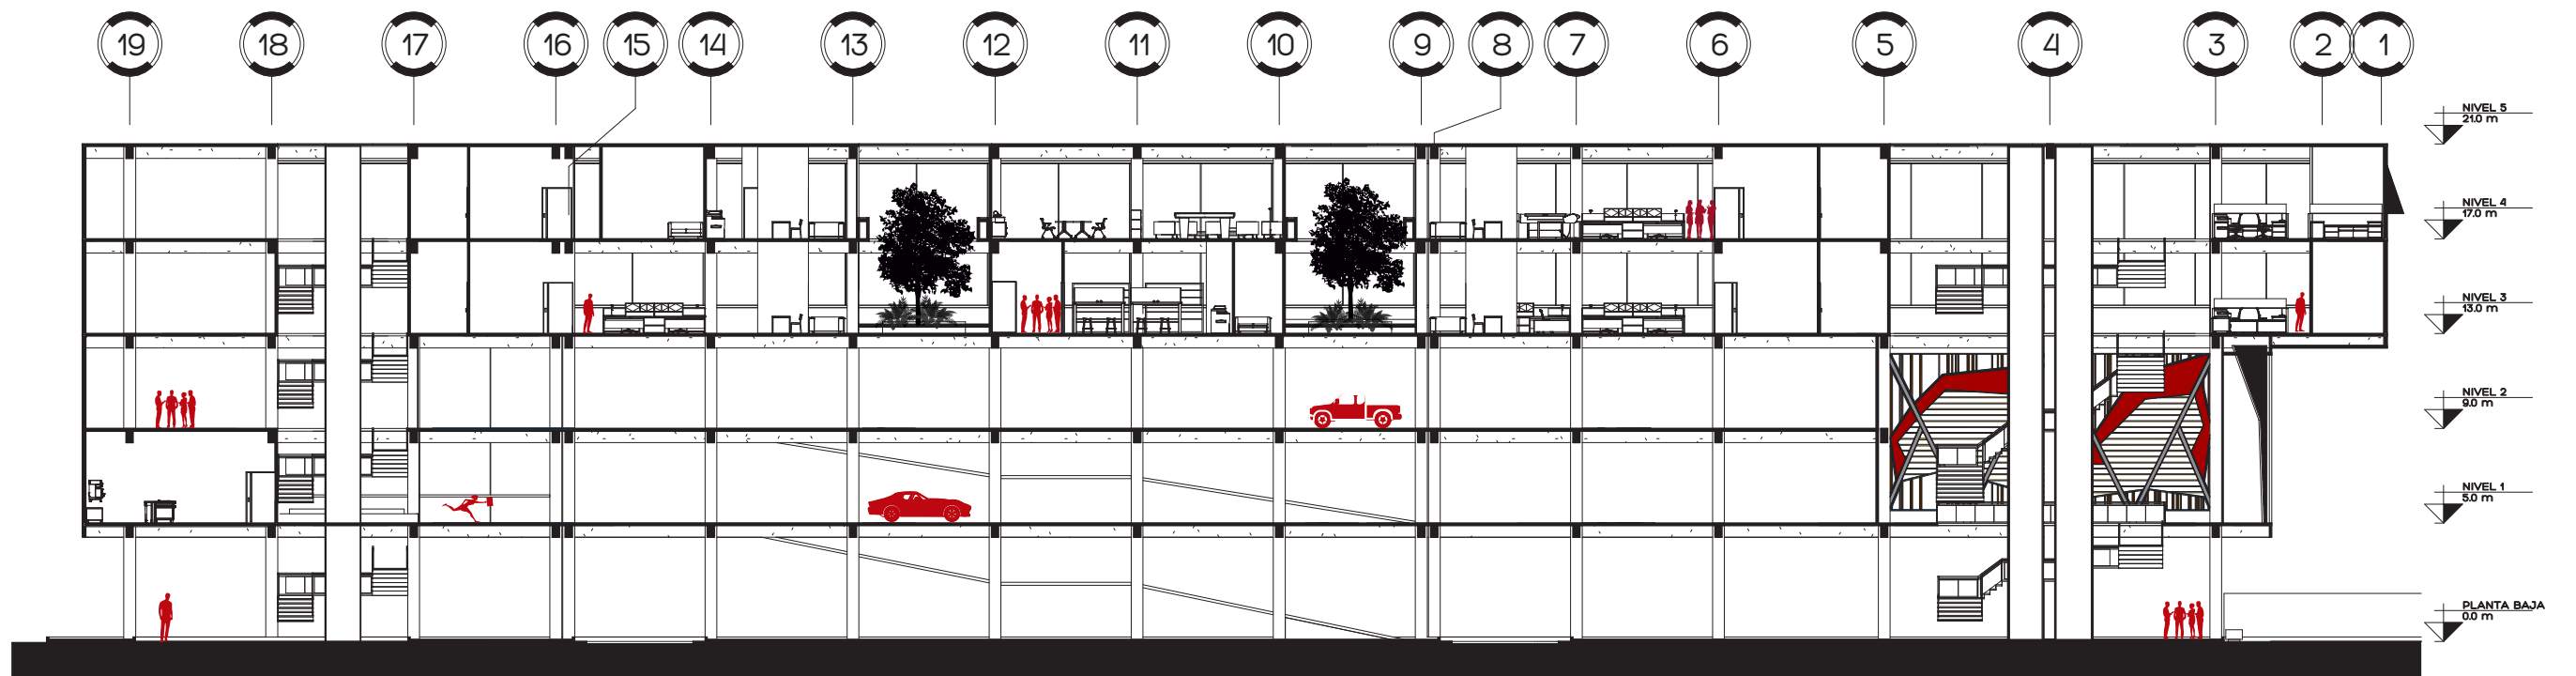 19 18 17 16 15 14 13 12 11 10 9 8 7 6 5 4 3 2 1
NIVEL 5
21.0 m
NIVEL 4
17.0 m
NIVEL 3
13.0 m
NIVEL 2
9.0 m
NIVEL 1
5.0 m
PLANTA BAJA
0.0 m